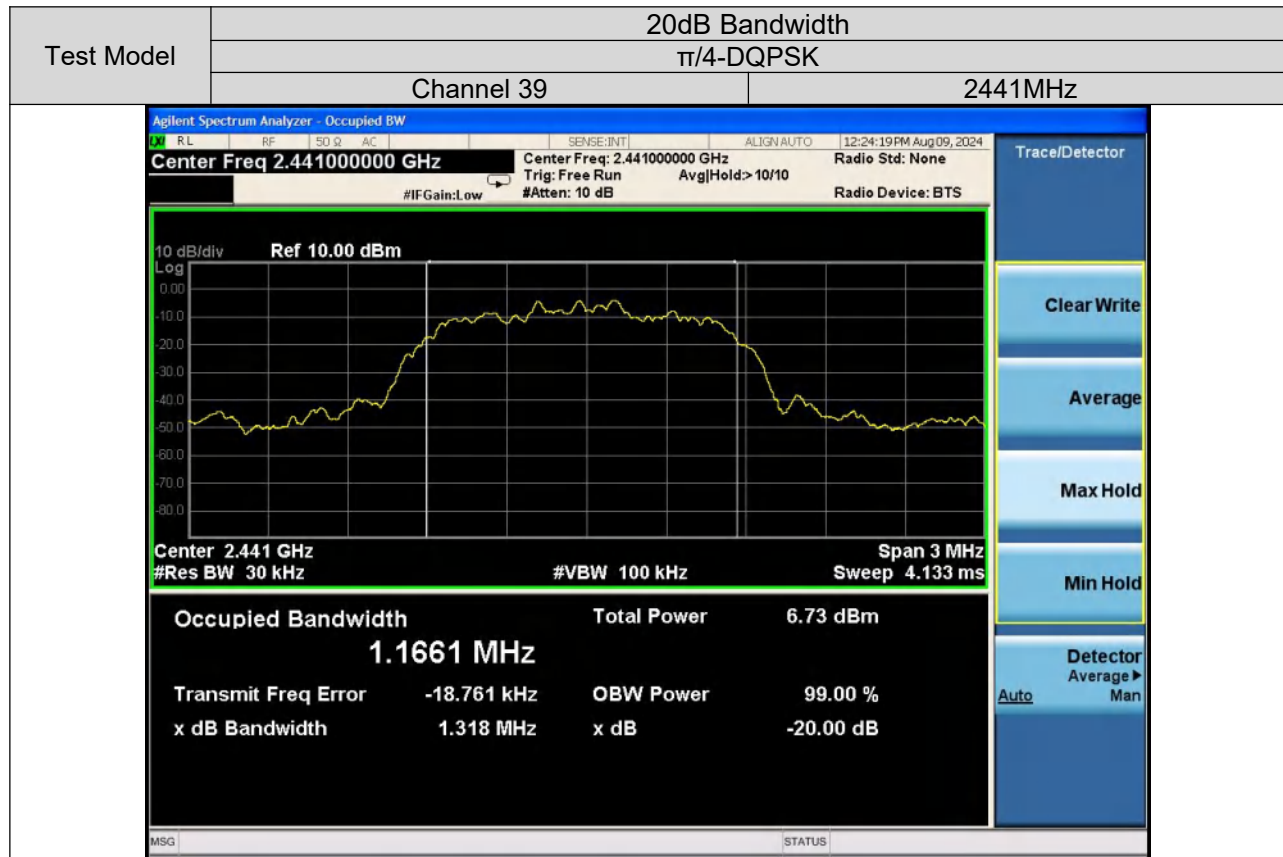 Test Model
20dB Bandwidth
π/4-DQPSK
Channel 39 2441MHz
Agilent Spectrum Analyzer - Occupied BW
LXI RL RF 50 Ω AC SENSE:INT ALIGN AUTO 12:24:19 PM Aug 09, 2024
Center Freq 2.441000000 GHz
Center Freq: 2.441000000 GHz Radio Std: None
Trig: Free Run Avg|Hold:> 10/10
#IFGain:Low #Atten: 10 dB Radio Device: BTS
Trace/Detector
10 dB/div Ref 10.00 dBm
Log
0.00
-10.0
-20.0
-30.0
-40.0
-50.0
-60.0
-70.0
-80.0
Center 2.441 GHz Span 3 MHz
#Res BW 30 kHz #VBW 100 kHz Sweep 4.133 ms
Clear Write
Average
Max Hold
Min Hold
Detector
Average ▶
Auto Man
Occupied Bandwidth Total Power 6.73 dBm
1.1661 MHz
Transmit Freq Error -18.761 kHz OBW Power 99.00 %
x dB Bandwidth 1.318 MHz x dB -20.00 dB
MSG STATUS